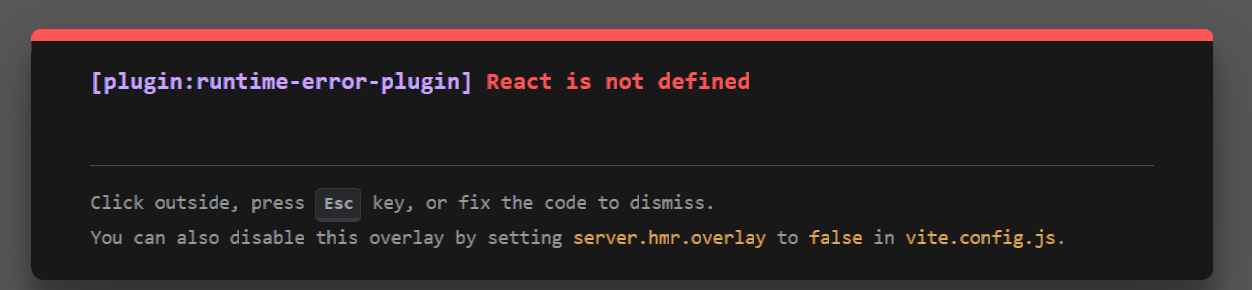 [plugin:runtime-error-plugin] React is not defined
Click outside, press Esc key, or fix the code to dismiss.
You can also disable this overlay by setting server.hmr.overlay to false in vite.config.js.